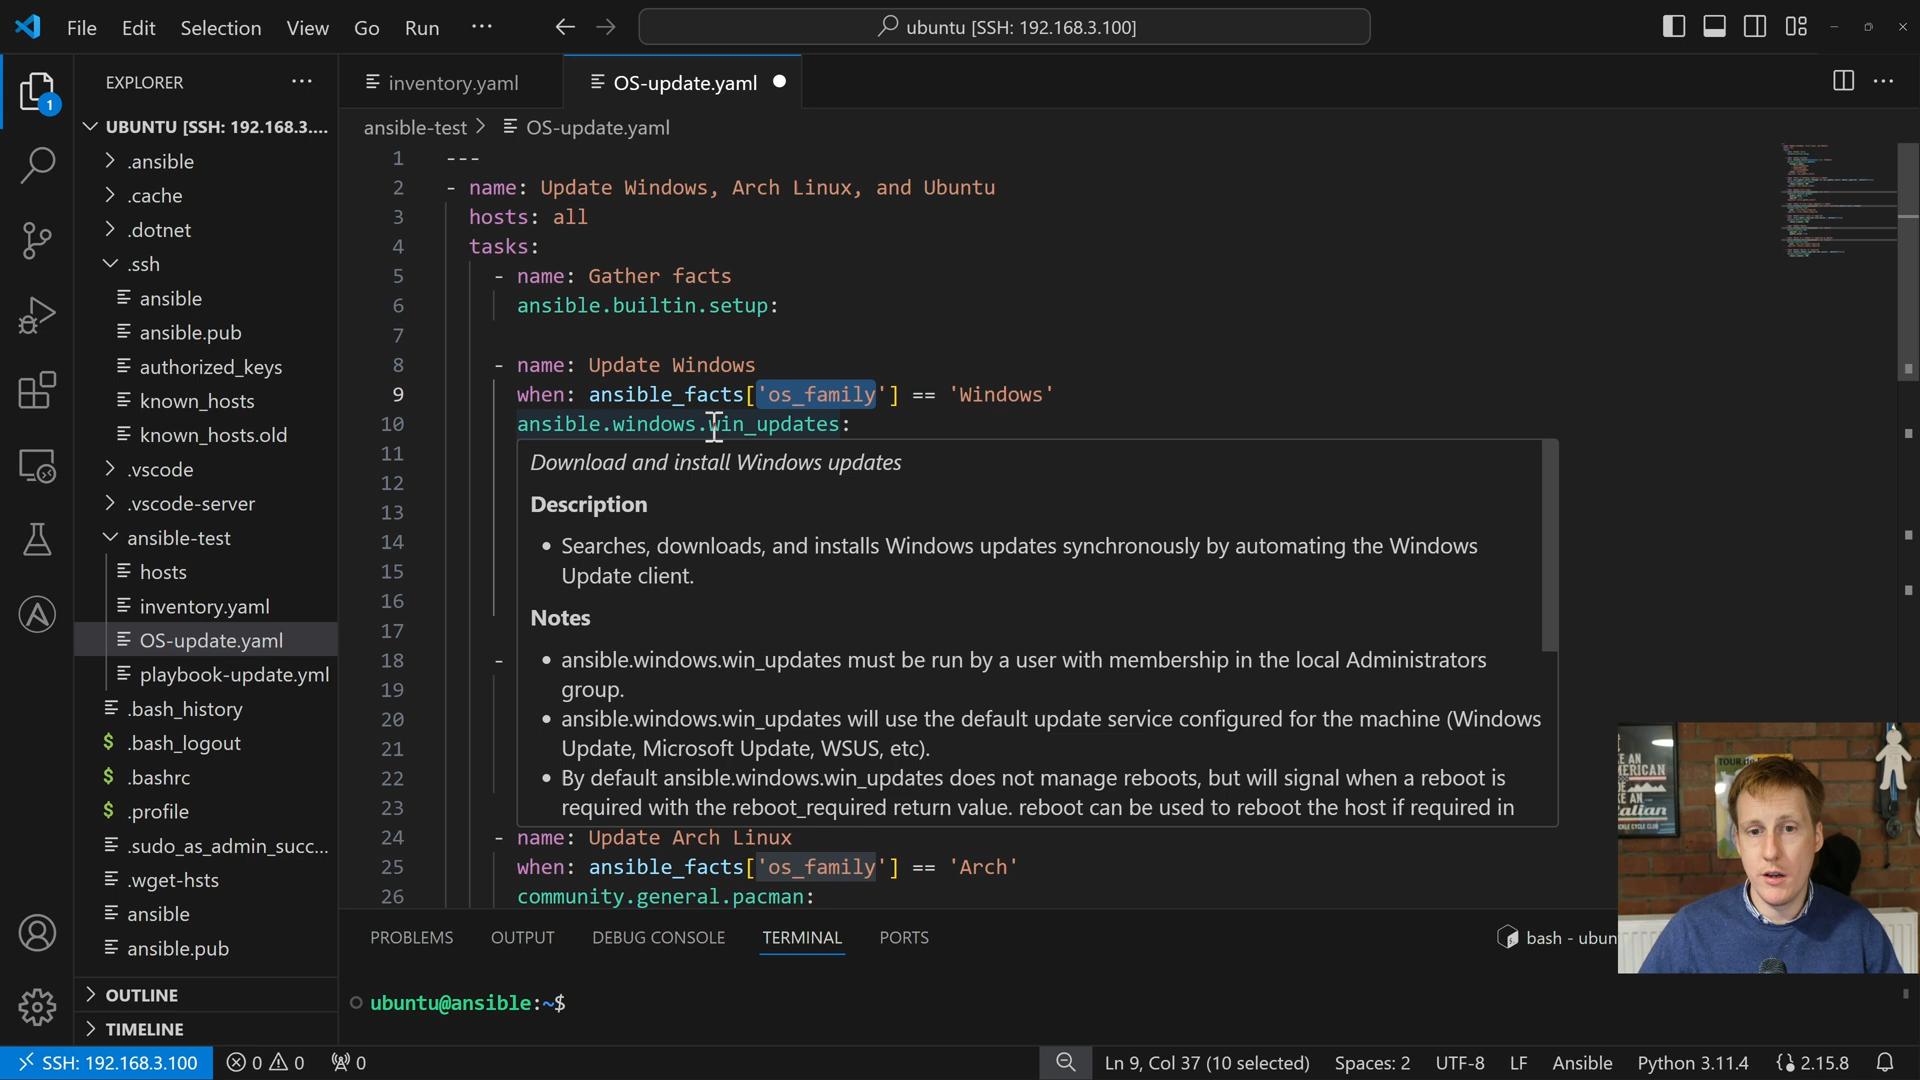 File Edit Selection View Go Run ···
ubuntu [SSH: 192.168.3.100]
EXPLORER ···
1
UBUNTU [SSH: 192.168.3....
.ansible
.cache
.dotnet
.ssh
ansible
ansible.pub
authorized_keys
known_hosts
known_hosts.old
.vscode
.vscode-server
ansible-test
hosts
inventory.yaml
OS-update.yaml
playbook-update.yml
.bash_history
$ .bash_logout
$ .bashrc
$ .profile
.sudo_as_admin_succ...
.wget-hsts
ansible
ansible.pub
OUTLINE
TIMELINE
inventory.yaml OS-update.yaml
ansible-test > OS-update.yaml
1 ---
2 - name: Update Windows, Arch Linux, and Ubuntu
3 hosts: all
4 tasks:
5 - name: Gather facts
6 ansible.builtin.setup:
7
8 - name: Update Windows
9 when: ansible_facts['os_family'] == 'Windows'
10 ansible.windows.win_updates:
11
12
13
14
15
16
17
18 -
19
20
21
22
23
Download and install Windows updates
Description
• Searches, downloads, and installs Windows updates synchronously by automating the Windows
Update client.
Notes
• ansible.windows.win_updates must be run by a user with membership in the local Administrators
group.
• ansible.windows.win_updates will use the default update service configured for the machine (Windows
Update, Microsoft Update, WSUS, etc).
• By default ansible.windows.win_updates does not manage reboots, but will signal when a reboot is
required with the reboot_required return value. reboot can be used to reboot the host if required in
24 - name: Update Arch Linux
25 when: ansible_facts['os_family'] == 'Arch'
26 community.general.pacman:
PROBLEMS OUTPUT DEBUG CONSOLE TERMINAL PORTS
bash - ubun
ubuntu@ansible:~$
SSH: 192.168.3.100 0 0 0
Ln 9, Col 37 (10 selected) Spaces: 2 UTF-8 LF Ansible Python 3.11.4 2.15.8